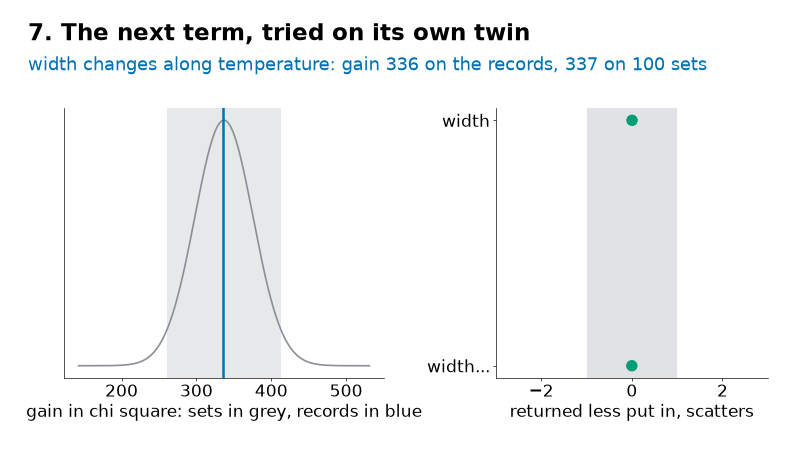 7. The next term, tried on its own twin
width changes along temperature: gain 336 on the records, 337 on 100 sets
width
width...
200 300 400 500
−2 0 2
gain in chi square: sets in grey, records in blue
returned less put in, scatters